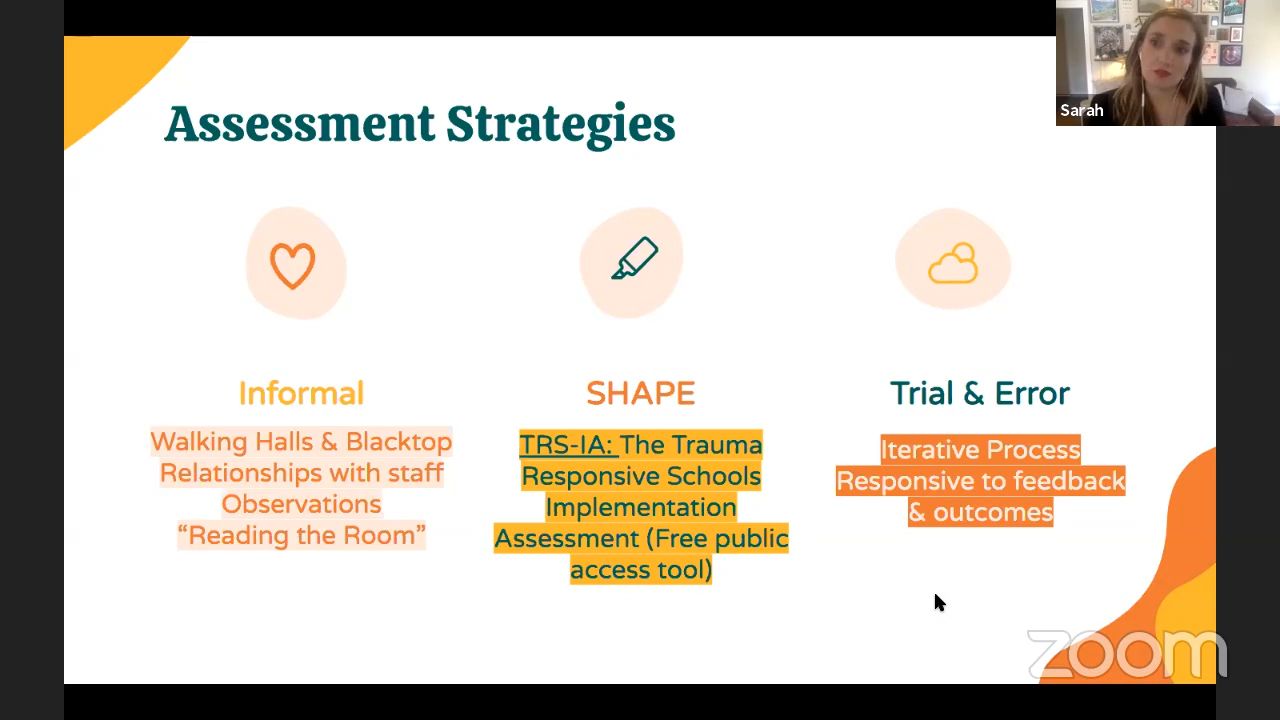 Assessment Strategies
Sarah
Informal
Walking Halls & Blacktop
Relationships with staff
Observations
“Reading the Room”
SHAPE
TRS-IA: The Trauma
Responsive Schools
Implementation
Assessment (Free public
access tool)
Trial & Error
Iterative Process
Responsive to feedback
& outcomes
zoom